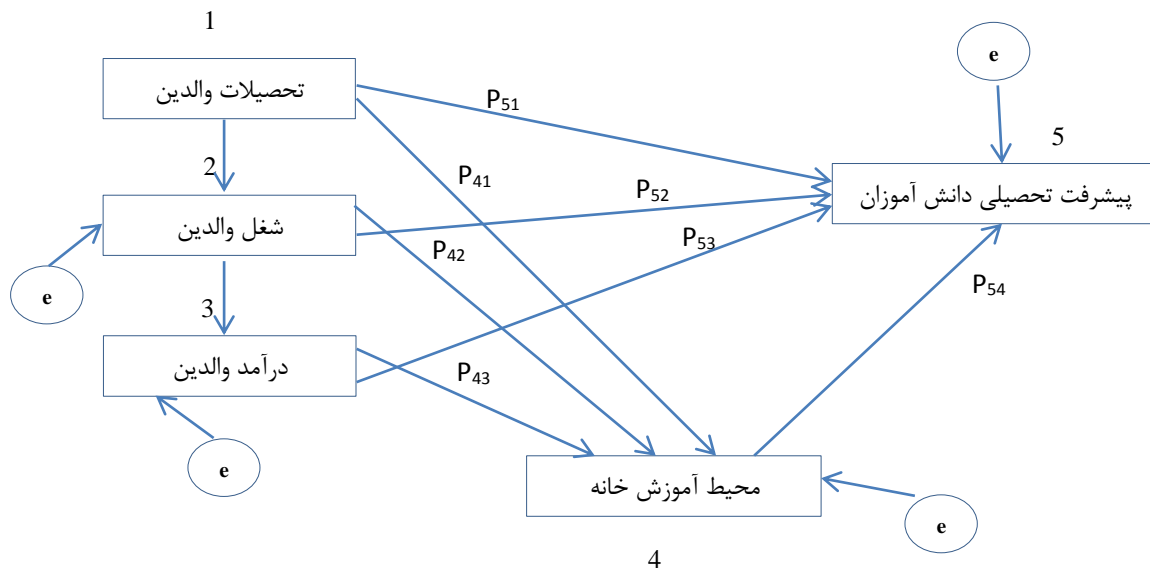 1
تحصیلات والدین
e
P51
5
2
P41
پیشرفت تحصیلی دانش آموزان
P52
شغل والدین
P42
P53
e
3
P54
درآمد والدین
P43
e
محیط آموزش خانه
e
4